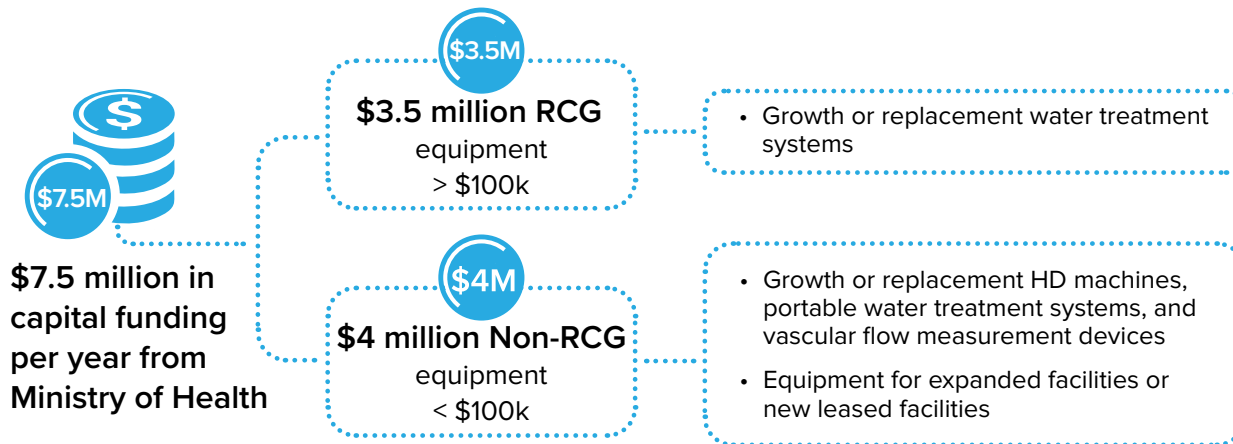 $3.5M
$3.5 million RCG
equipment
> $100k
• Growth or replacement water treatment
systems
$
$7.5M
$7.5 million in
capital funding
per year from
Ministry of Health
$4M
$4 million Non-RCG
equipment
< $100k
• Growth or replacement HD machines,
portable water treatment systems, and
vascular flow measurement devices
• Equipment for expanded facilities or
new leased facilities